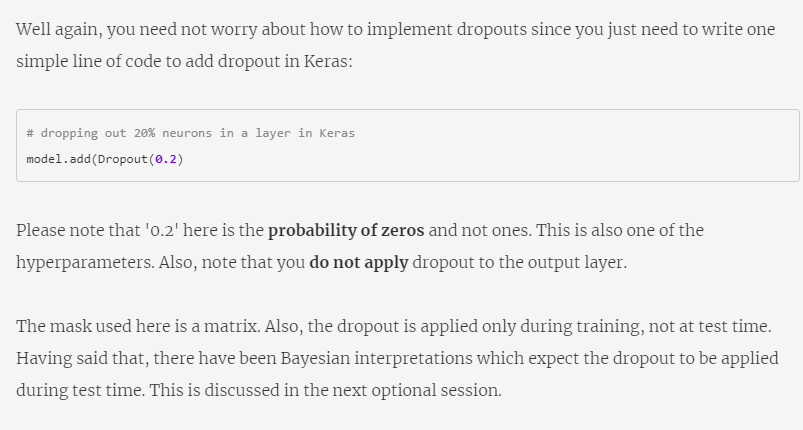 Well again, you need not worry about how to implement dropouts since you just need to write one
simple line of code to add dropout in Keras:
# dropping out 20% neurons in a layer in Keras
model.add(Dropout(0.2)
Please note that '0.2' here is the probability of zeros and not ones. This is also one of the
hyperparameters. Also, note that you do not apply dropout to the output layer.
The mask used here is a matrix. Also, the dropout is applied only during training, not at test time.
Having said that, there have been Bayesian interpretations which expect the dropout to be applied
during test time. This is discussed in the next optional session.